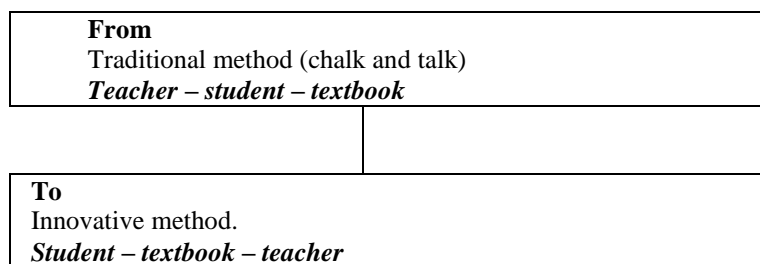 From
Traditional method (chalk and talk)
Teacher – student – textbook
To
Innovative method.
Student – textbook – teacher